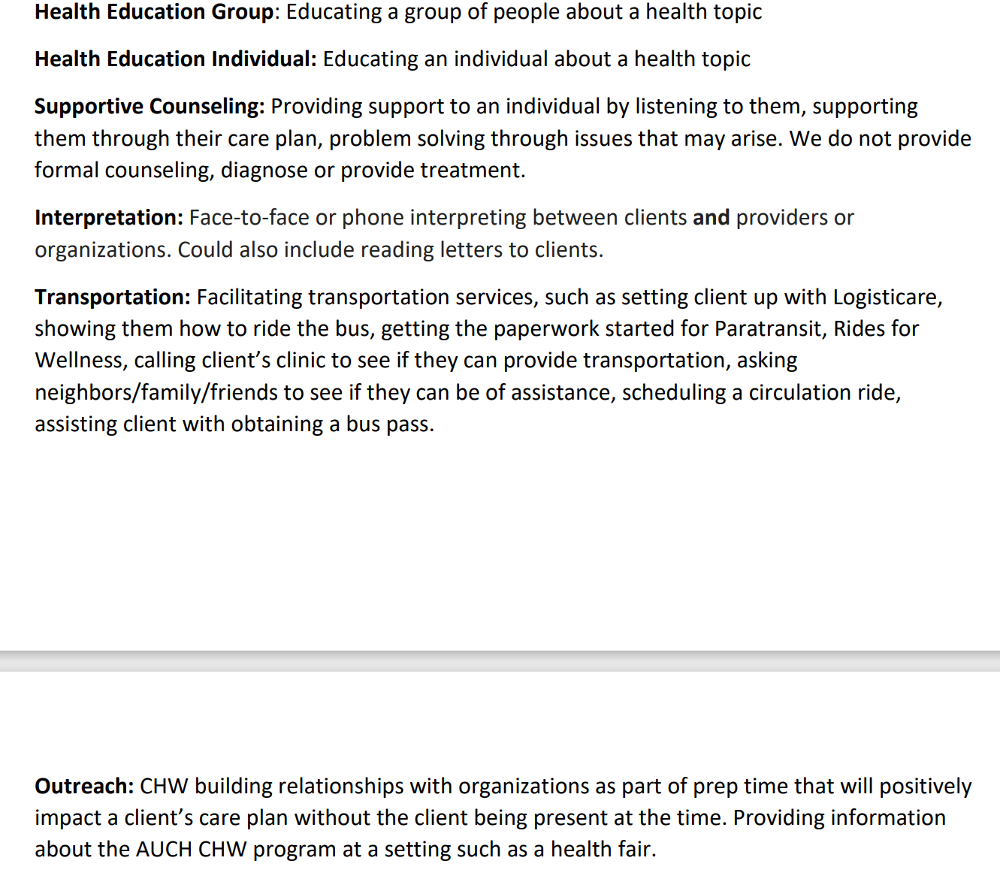 Health Education Group: Educating a group of people about a health topic
Health Education Individual: Educating an individual about a health topic
Supportive Counseling: Providing support to an individual by listening to them, supporting
them through their care plan, problem solving through issues that may arise. We do not provide
formal counseling, diagnose or provide treatment.
Interpretation: Face-to-face or phone interpreting between clients and providers or
organizations. Could also include reading letters to clients.
Transportation: Facilitating transportation services, such as setting client up with Logisticare,
showing them how to ride the bus, getting the paperwork started for Paratransit, Rides for
Wellness, calling client’s clinic to see if they can provide transportation, asking
neighbors/family/friends to see if they can be of assistance, scheduling a circulation ride,
assisting client with obtaining a bus pass.
Outreach: CHW building relationships with organizations as part of prep time that will positively
impact a client’s care plan without the client being present at the time. Providing information
about the AUCH CHW program at a setting such as a health fair.